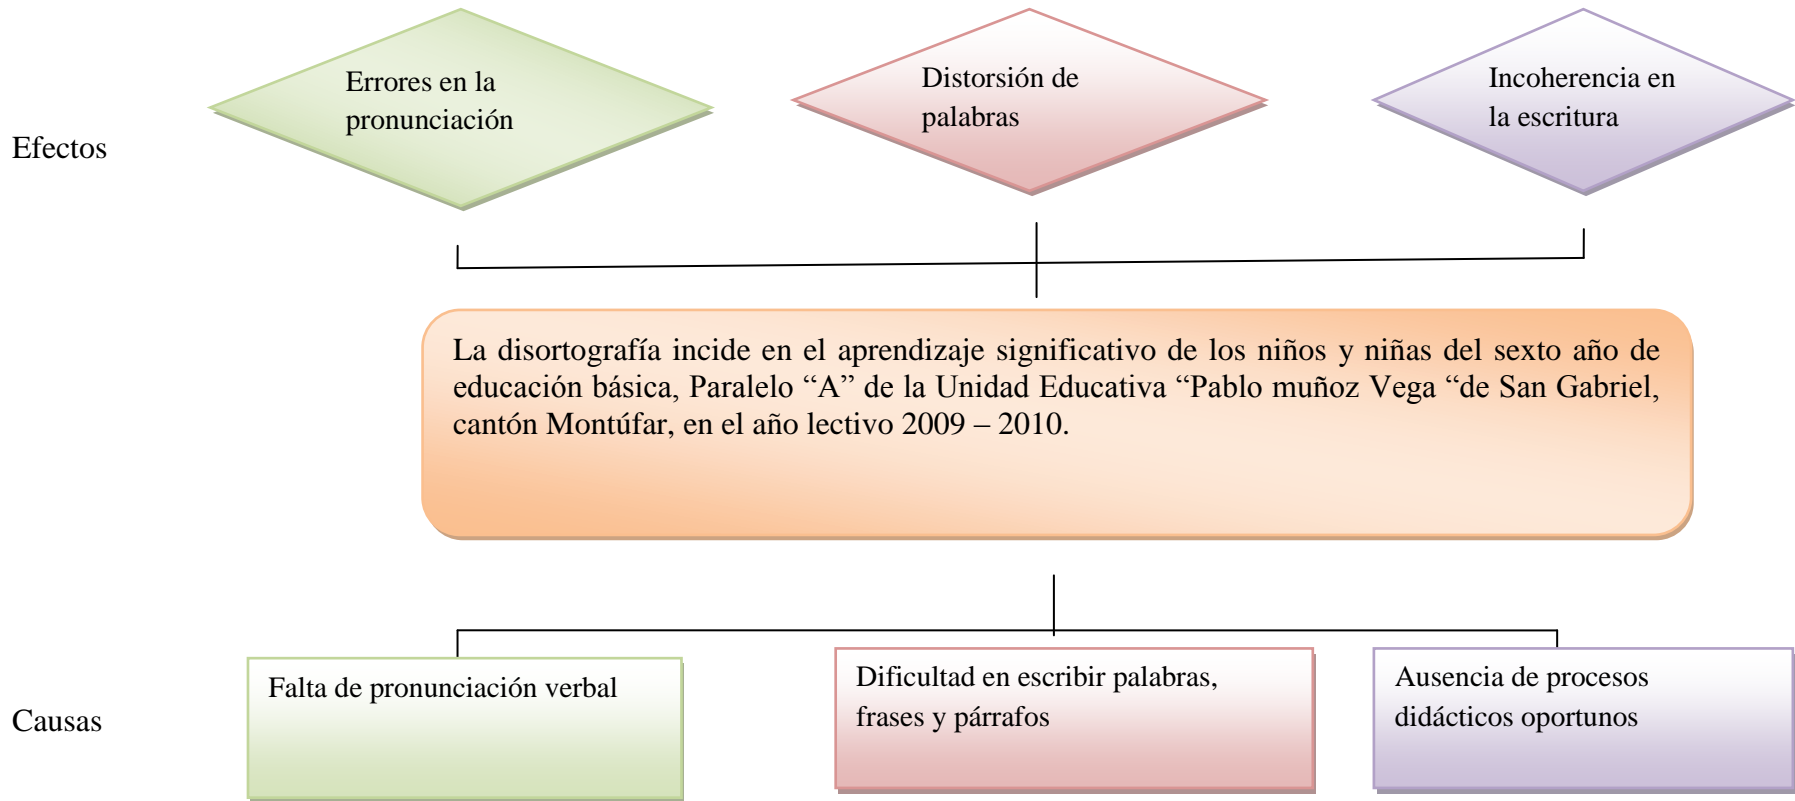 Errores en la
pronunciación
Distorsión de
palabras
Incoherencia en
la escritura
Efectos
La disortografía incide en el aprendizaje significativo de los niños y niñas del sexto año de
educación básica, Paralelo “A” de la Unidad Educativa “Pablo muñoz Vega “de San Gabriel,
cantón Montúfar, en el año lectivo 2009 – 2010.
Falta de pronunciación verbal
Dificultad en escribir palabras,
frases y párrafos
Ausencia de procesos
didácticos oportunos
Causas